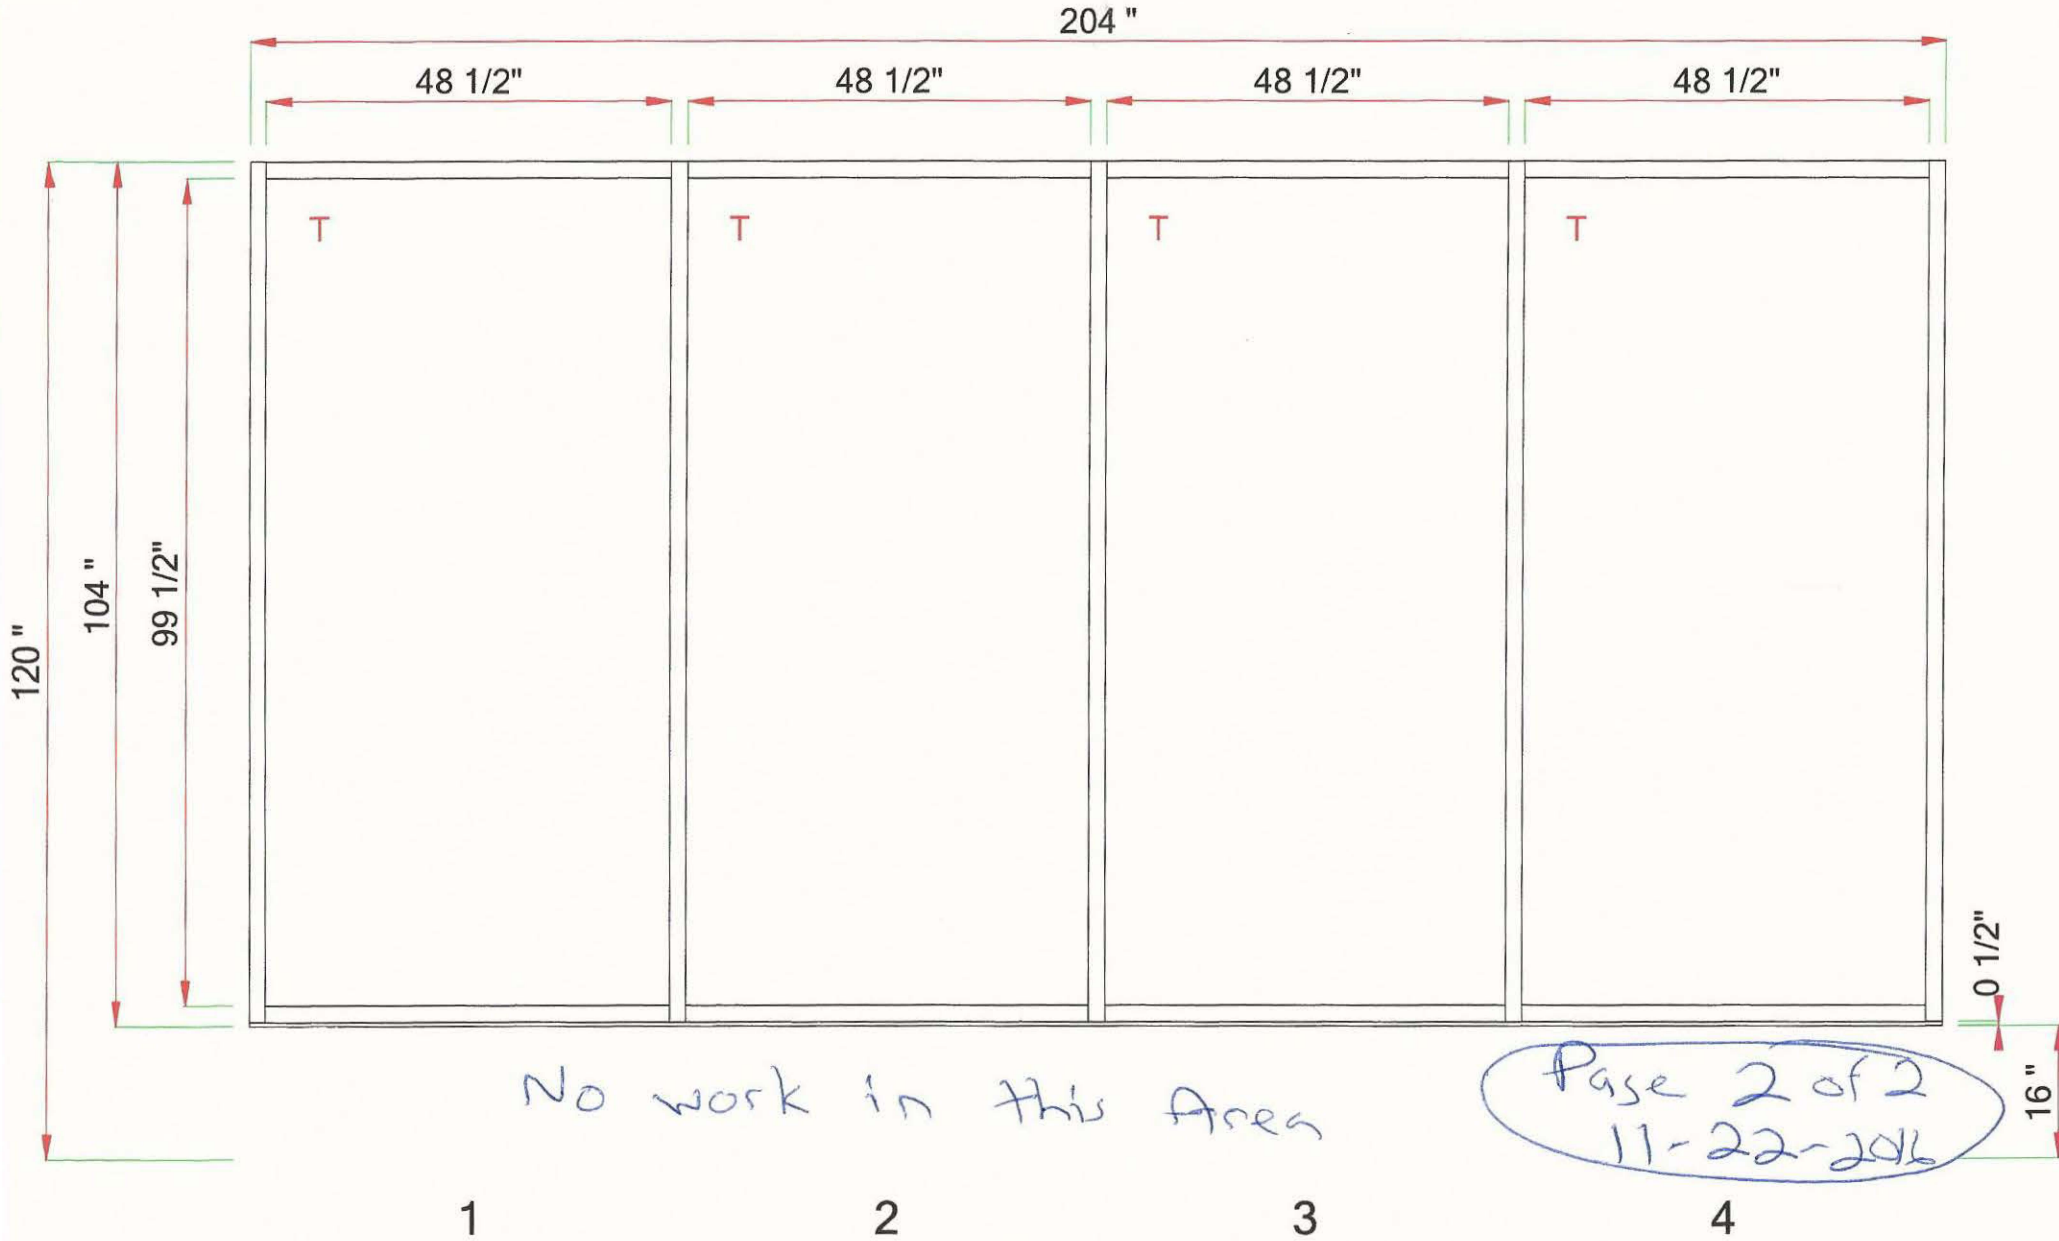 204 "
48 1/2" 48 1/2" 48 1/2" 48 1/2"
T T T T
120 "
104 "
99 1/2"
0 1/2"
16 "
No work in this Area
Page 2 of 2
11-22-2016
1 2 3 4